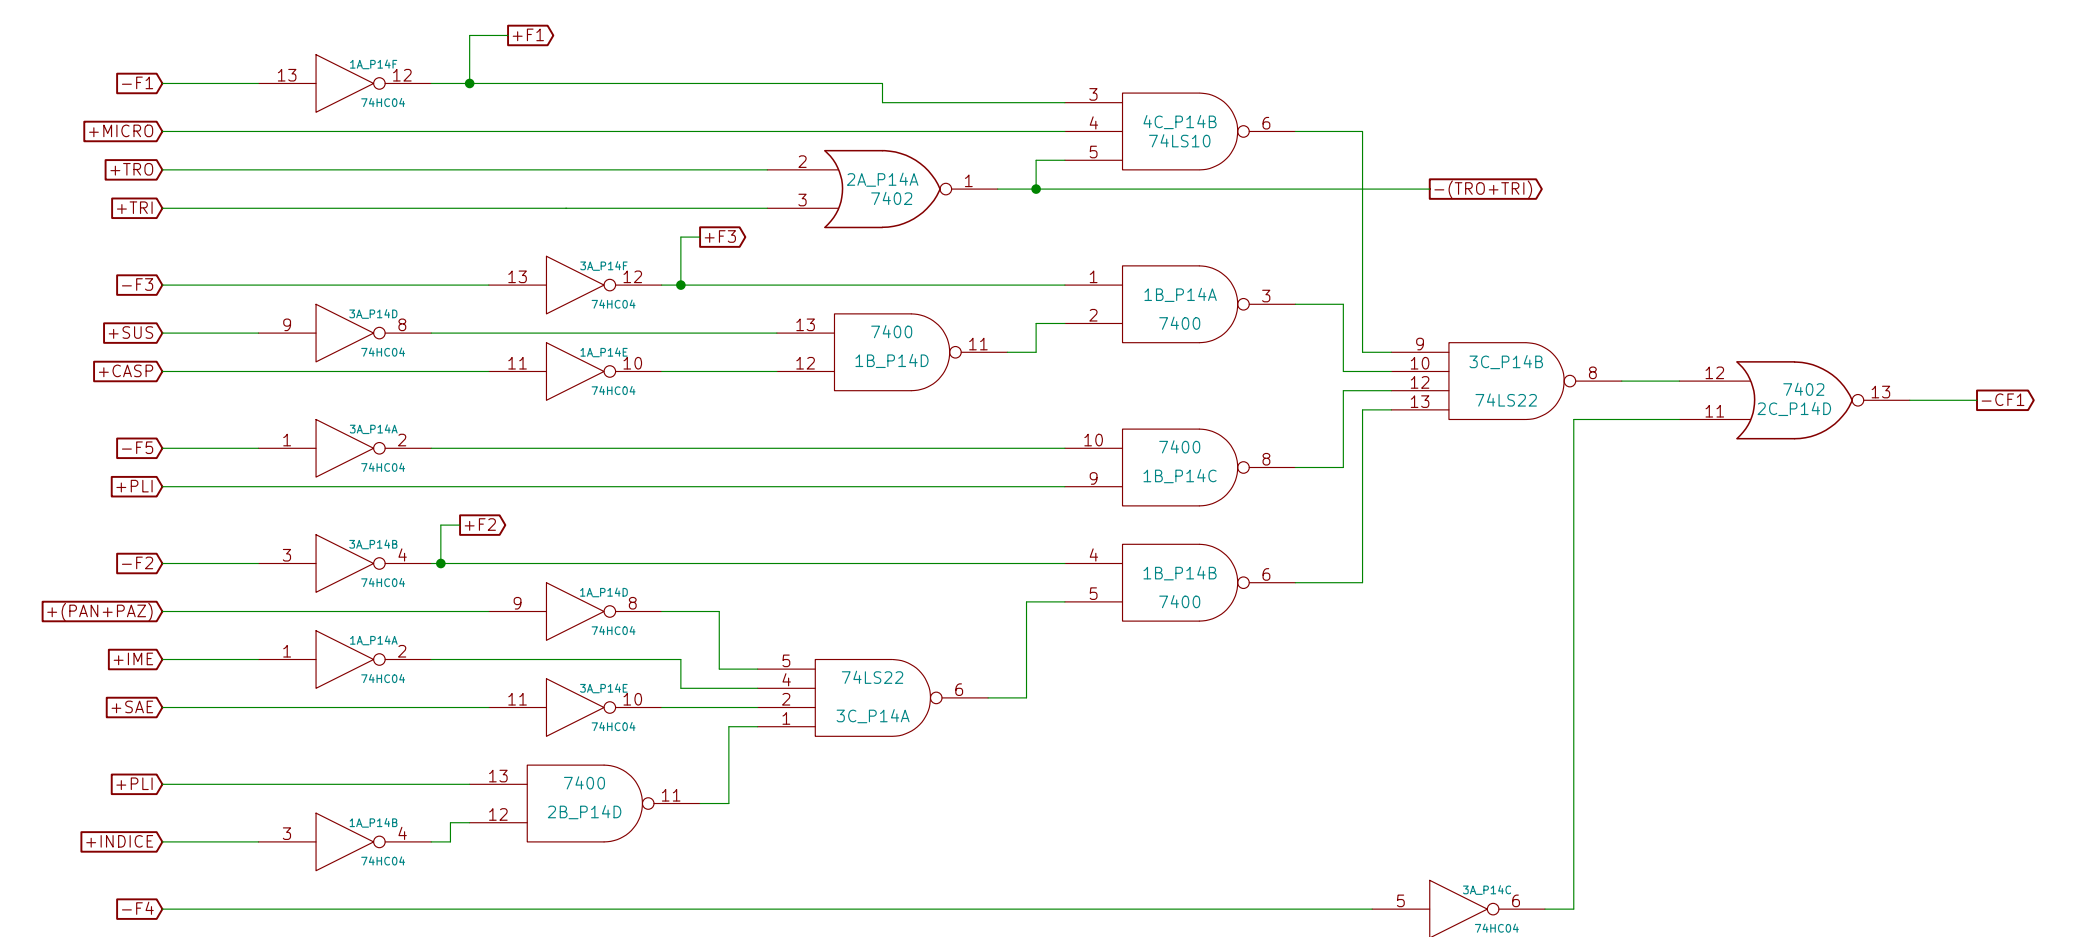 +F1
1A_P14F
-F1 13 12
74HC04
3
+MICRO 4 4C_P14B 6
74LS10
5
+TRO 2
2A_P14A 1 -(TRO+TRI)
7402
+TRI 3
+F3
3A_P14F
-F3 13 12 1
74HC04
1B_P14A 3
7400
2
3A_P14D
+SUS 9 8 13 7400
74HC04
1B_P14D 11
1A_P14E
+CASP 11 10 12
74HC04
9
3C_P14B
10
8 12
12
74LS22
13
7402
2C_P14D 13 -CF1
11
3A_P14A
-F5 1 2 10 7400
74HC04
1B_P14C 8
+PLI 9
+F2
3A_P14B
-F2 3 4 4
74HC04
1B_P14B 6
7400
5
1A_P14D
+(PAN+PAZ) 9 8
74HC04
1A_P14A
+IME 1 2
74HC04
5 74LS22
4
6
2
3C_P14A
1
3A_P14E
+SAE 11 10
74HC04
+PLI 13 7400
2B_P14D 11
12
1A_P14B
+INDICE 3 4
74HC04
3A_P14C
-F4 5 6
74HC04